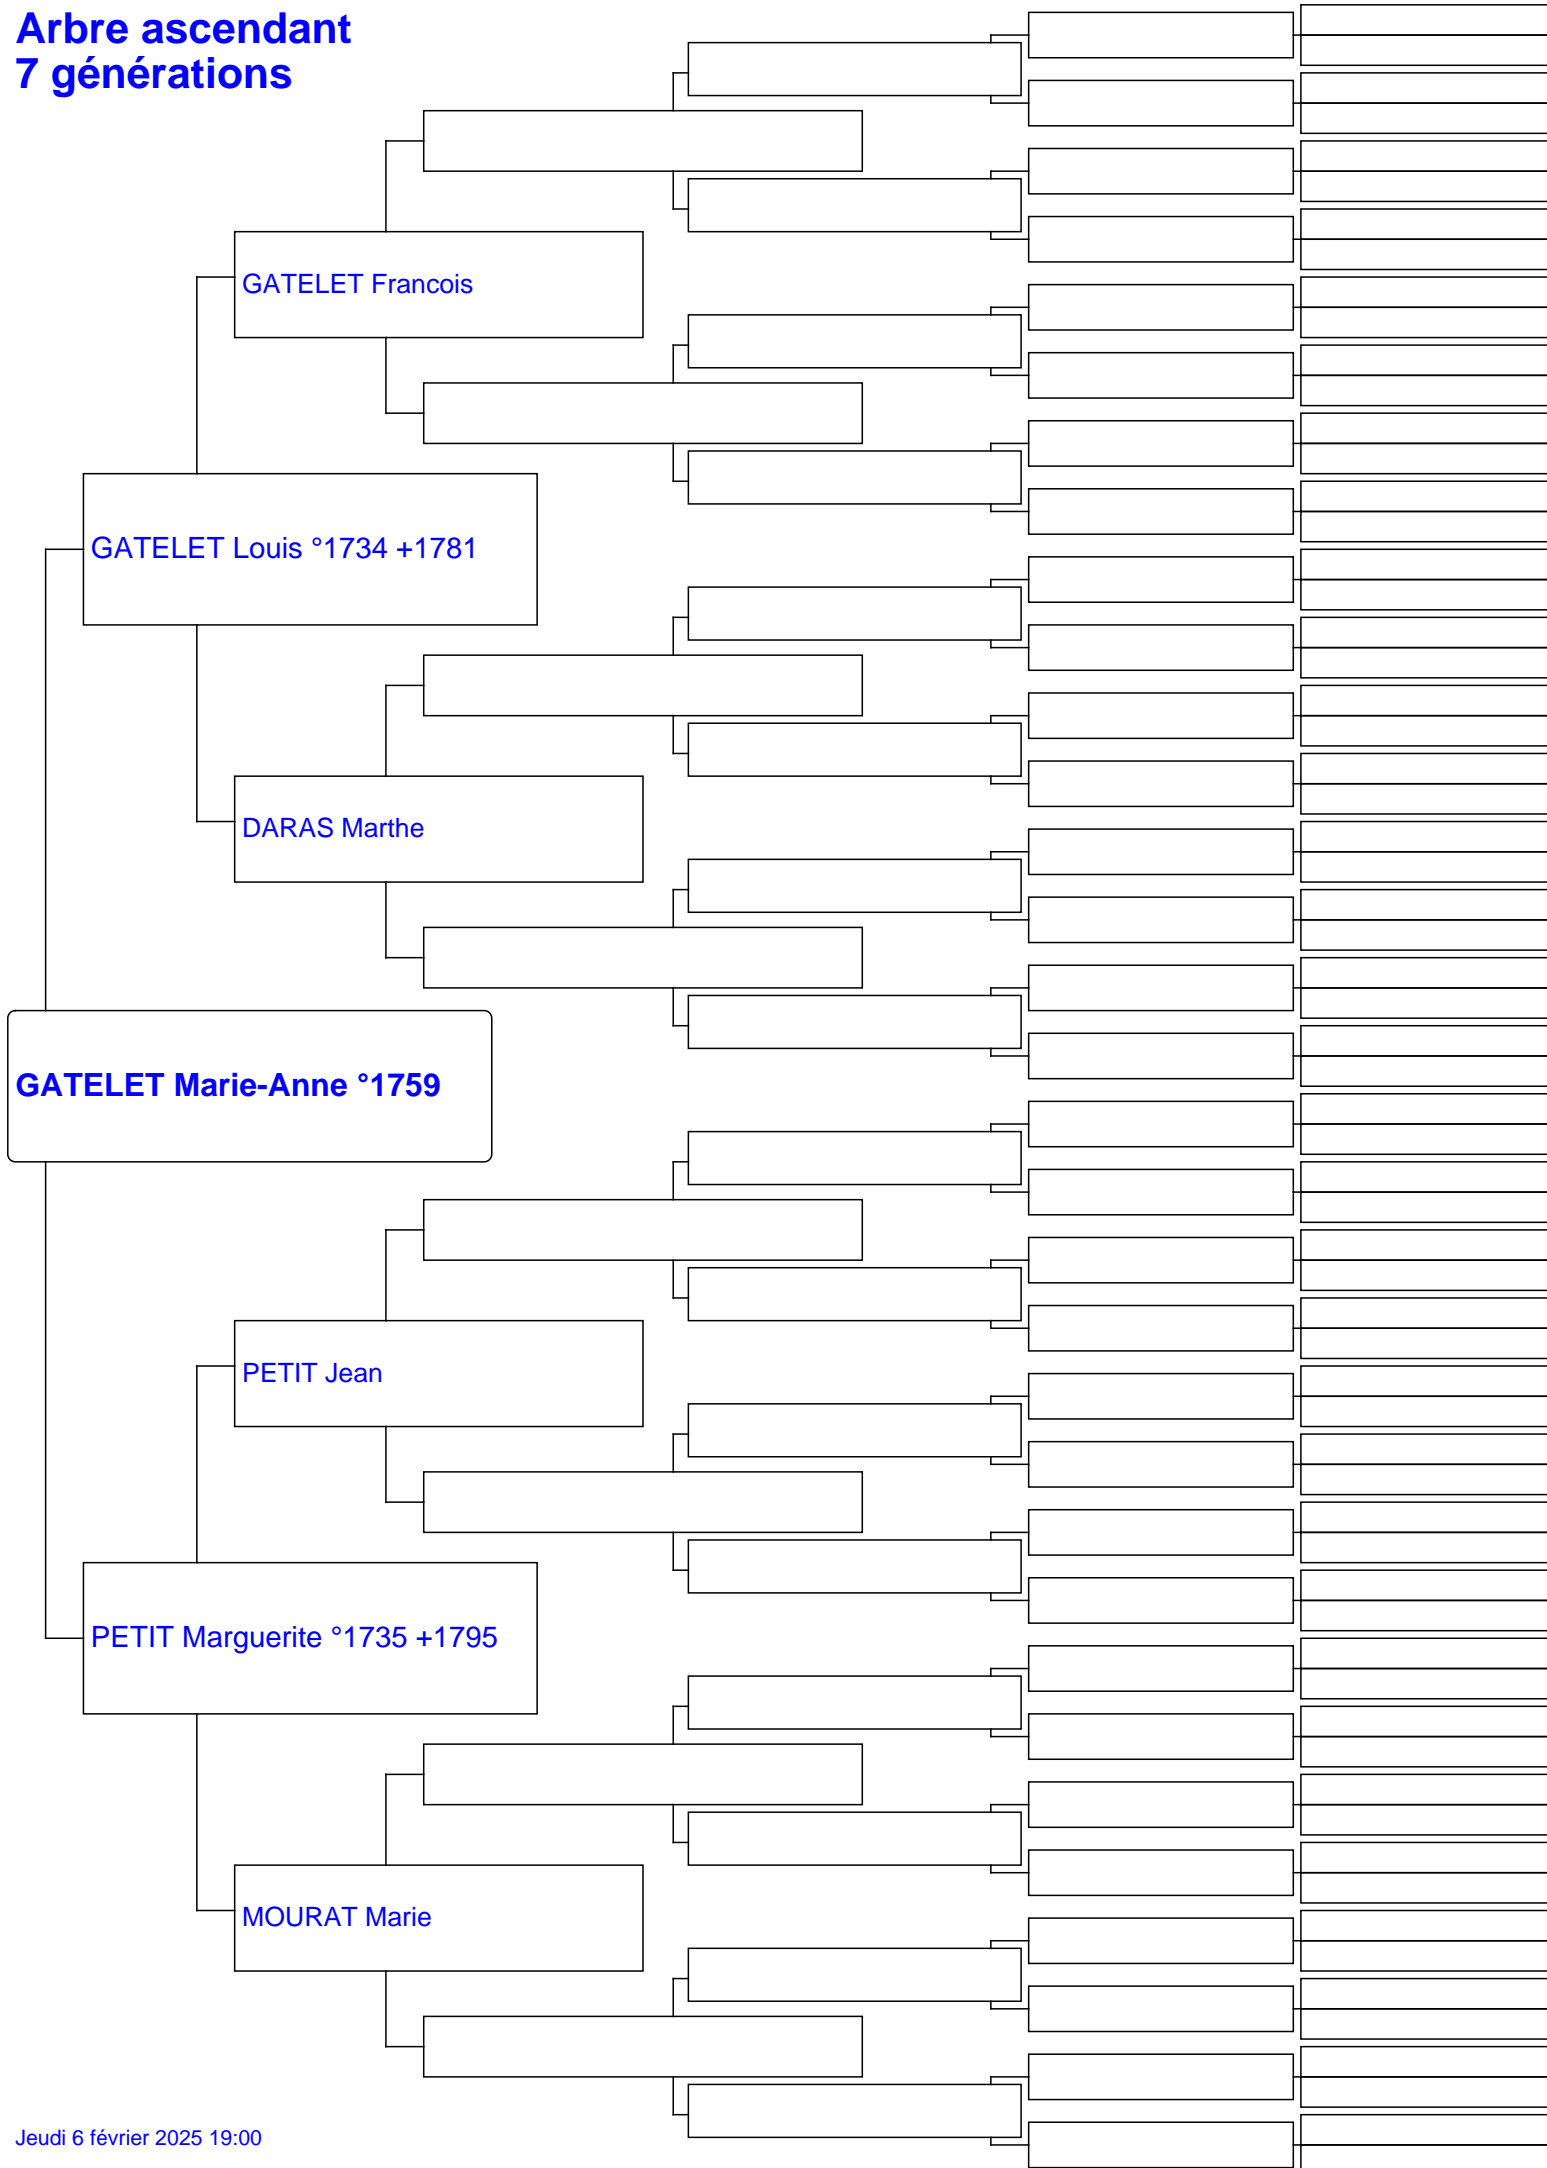 Arbre ascendant
7 générations
GATELET Francois
GATELET Louis °1734 +1781
DARAS Marthe
GATELET Marie-Anne °1759
PETIT Jean
PETIT Marguerite °1735 +1795
MOURAT Marie
Jeudi 6 février 2025 19:00